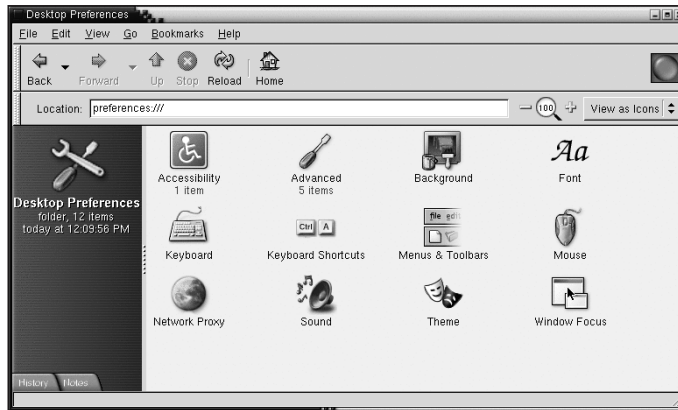 Desktop Preferences
File Edit View Go Bookmarks Help
Back Forward Up Stop Reload Home
Location: preferences:/// 100 View as Icons
Desktop Preferences
folder, 12 items
today at 12:09:56 PM
Accessibility
1 item
Advanced
5 items
Background
Aa
Font
Keyboard
Ctrl A
Keyboard Shortcuts
file edit
Menus & Toolbars
Mouse
Network Proxy
Sound
Theme
Window Focus
History Notes